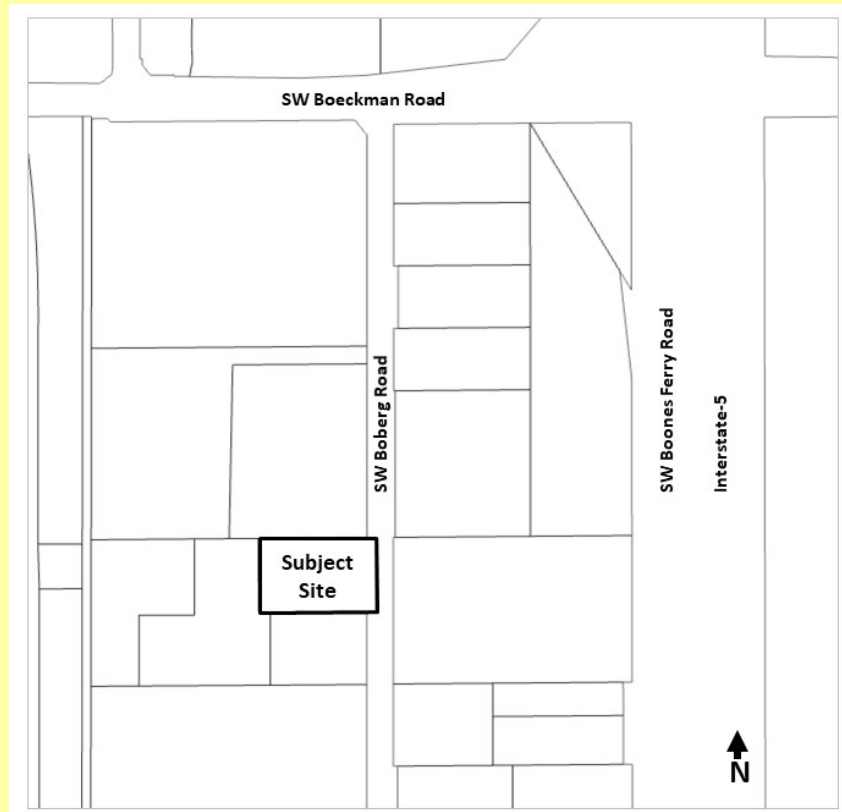 SW Boeckman Road
SW Boberg Road
SW Boones Ferry Road
Interstate-5
Subject
Site
N